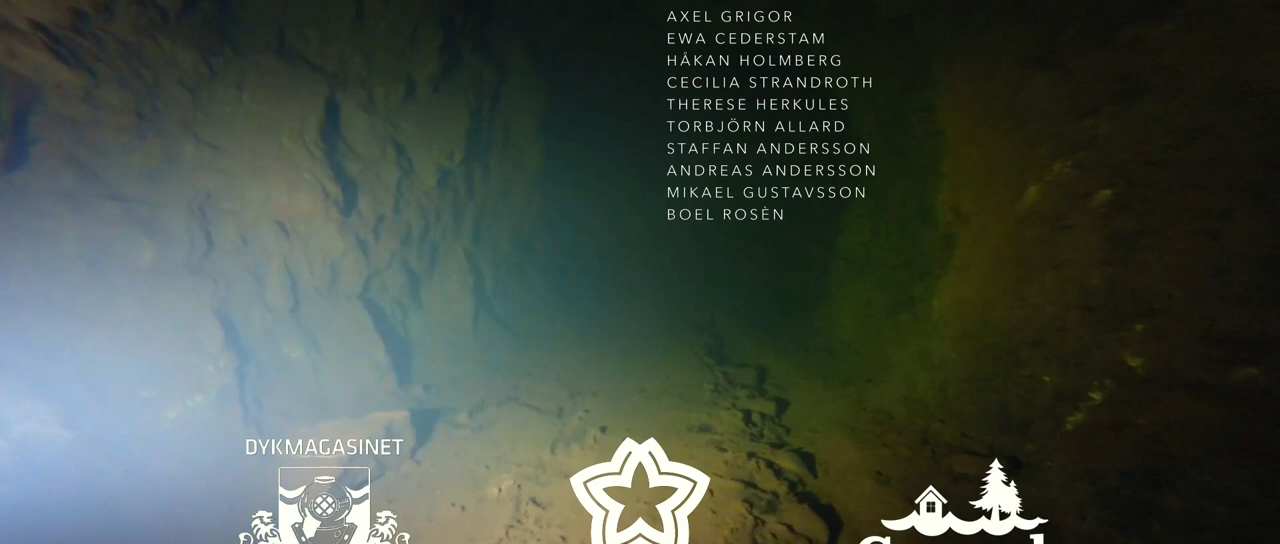 AXEL GRIGOR
EWA CEDERSTAM
HÅKAN HOLMBERG
CECILIA STRANDROTH
THERESE HERKULES
TORBJÖRN ALLARD
STAFFAN ANDERSSON
ANDREAS ANDERSSON
MIKAEL GUSTAVSSON
BOEL ROSÈN
DYKMAGASINET